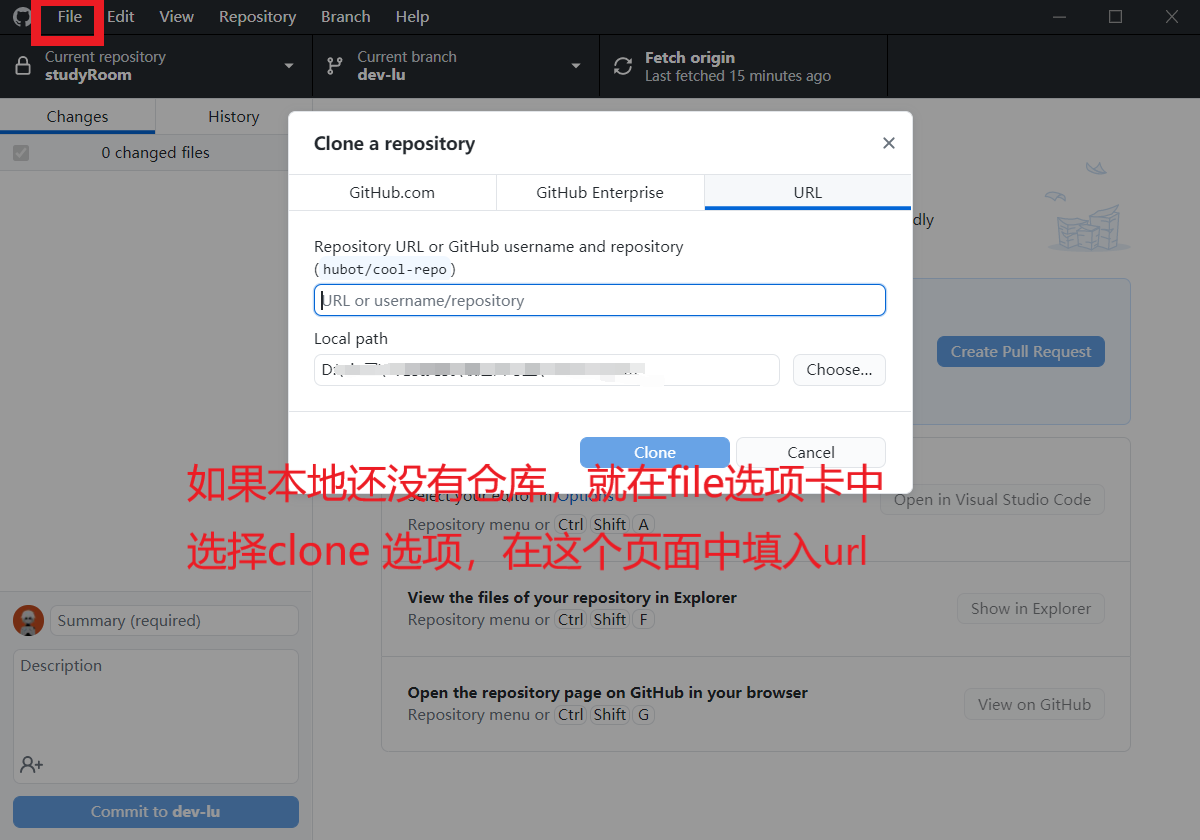 File Edit View Repository Branch Help
Current repository
studyRoom
Current branch
dev-lu
Fetch origin
Last fetched 15 minutes ago
Changes
History
0 changed files
Clone a repository
GitHub.com
GitHub Enterprise
URL
Repository URL or GitHub username and repository
(hubot/cool-repo)
URL or username/repository
Local path
D:\
Choose...
Clone
Cancel
dly
Create Pull Request
如果本地还没有仓库，就在file选项卡中
选择clone 选项，在这个页面中填入url
Select your editor in Options
Repository menu or Ctrl Shift A
Open in Visual Studio Code
View the files of your repository in Explorer
Repository menu or Ctrl Shift F
Show in Explorer
Open the repository page on GitHub in your browser
Repository menu or Ctrl Shift G
View on GitHub
Summary (required)
Description
Commit to dev-lu